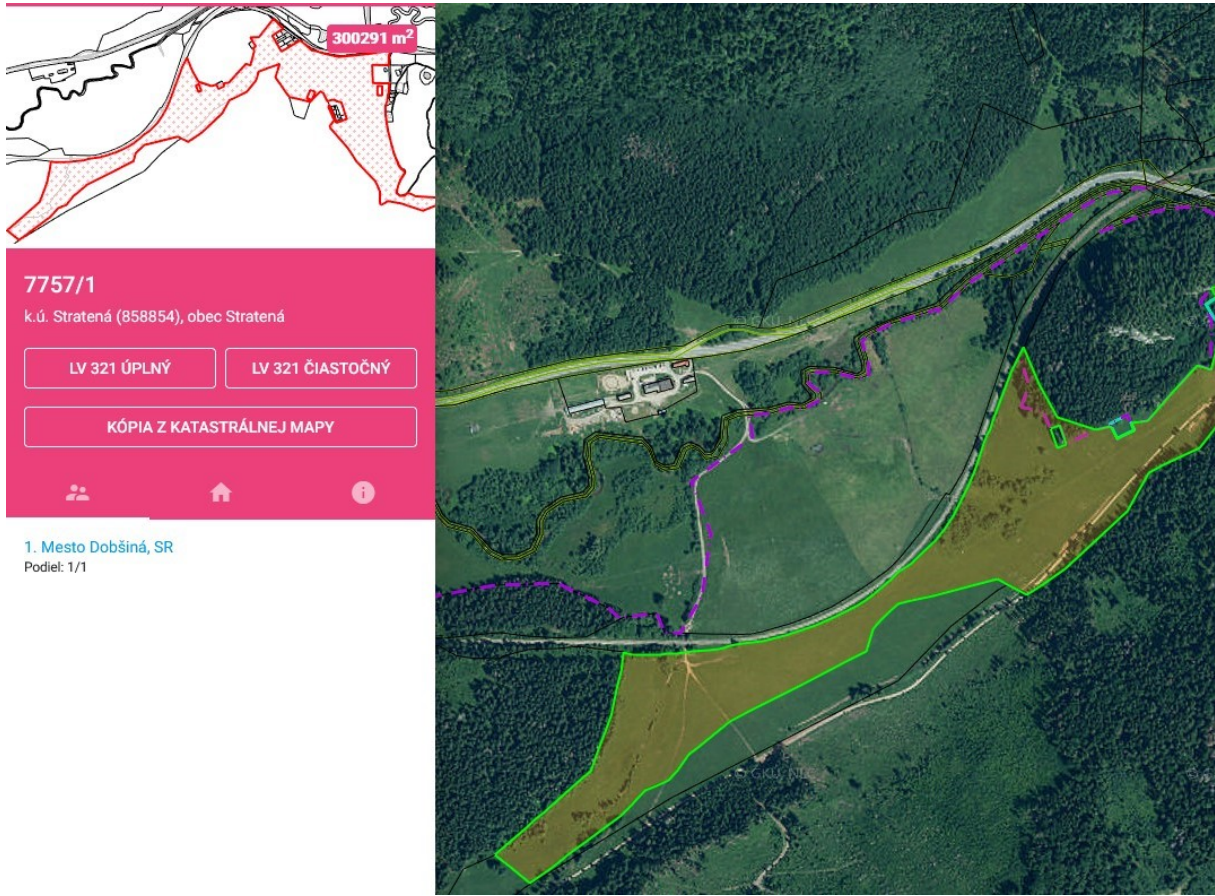 300291 m²
7757/1
k.ú. Stratená (858854), obec Stratená
LV 321 ÚPLNÝ
LV 321 ČIASTOČNÝ
KÓPIA Z KATASTRÁLNEJ MAPY
1. Mesto Dobšiná, SR
Podiel: 1/1